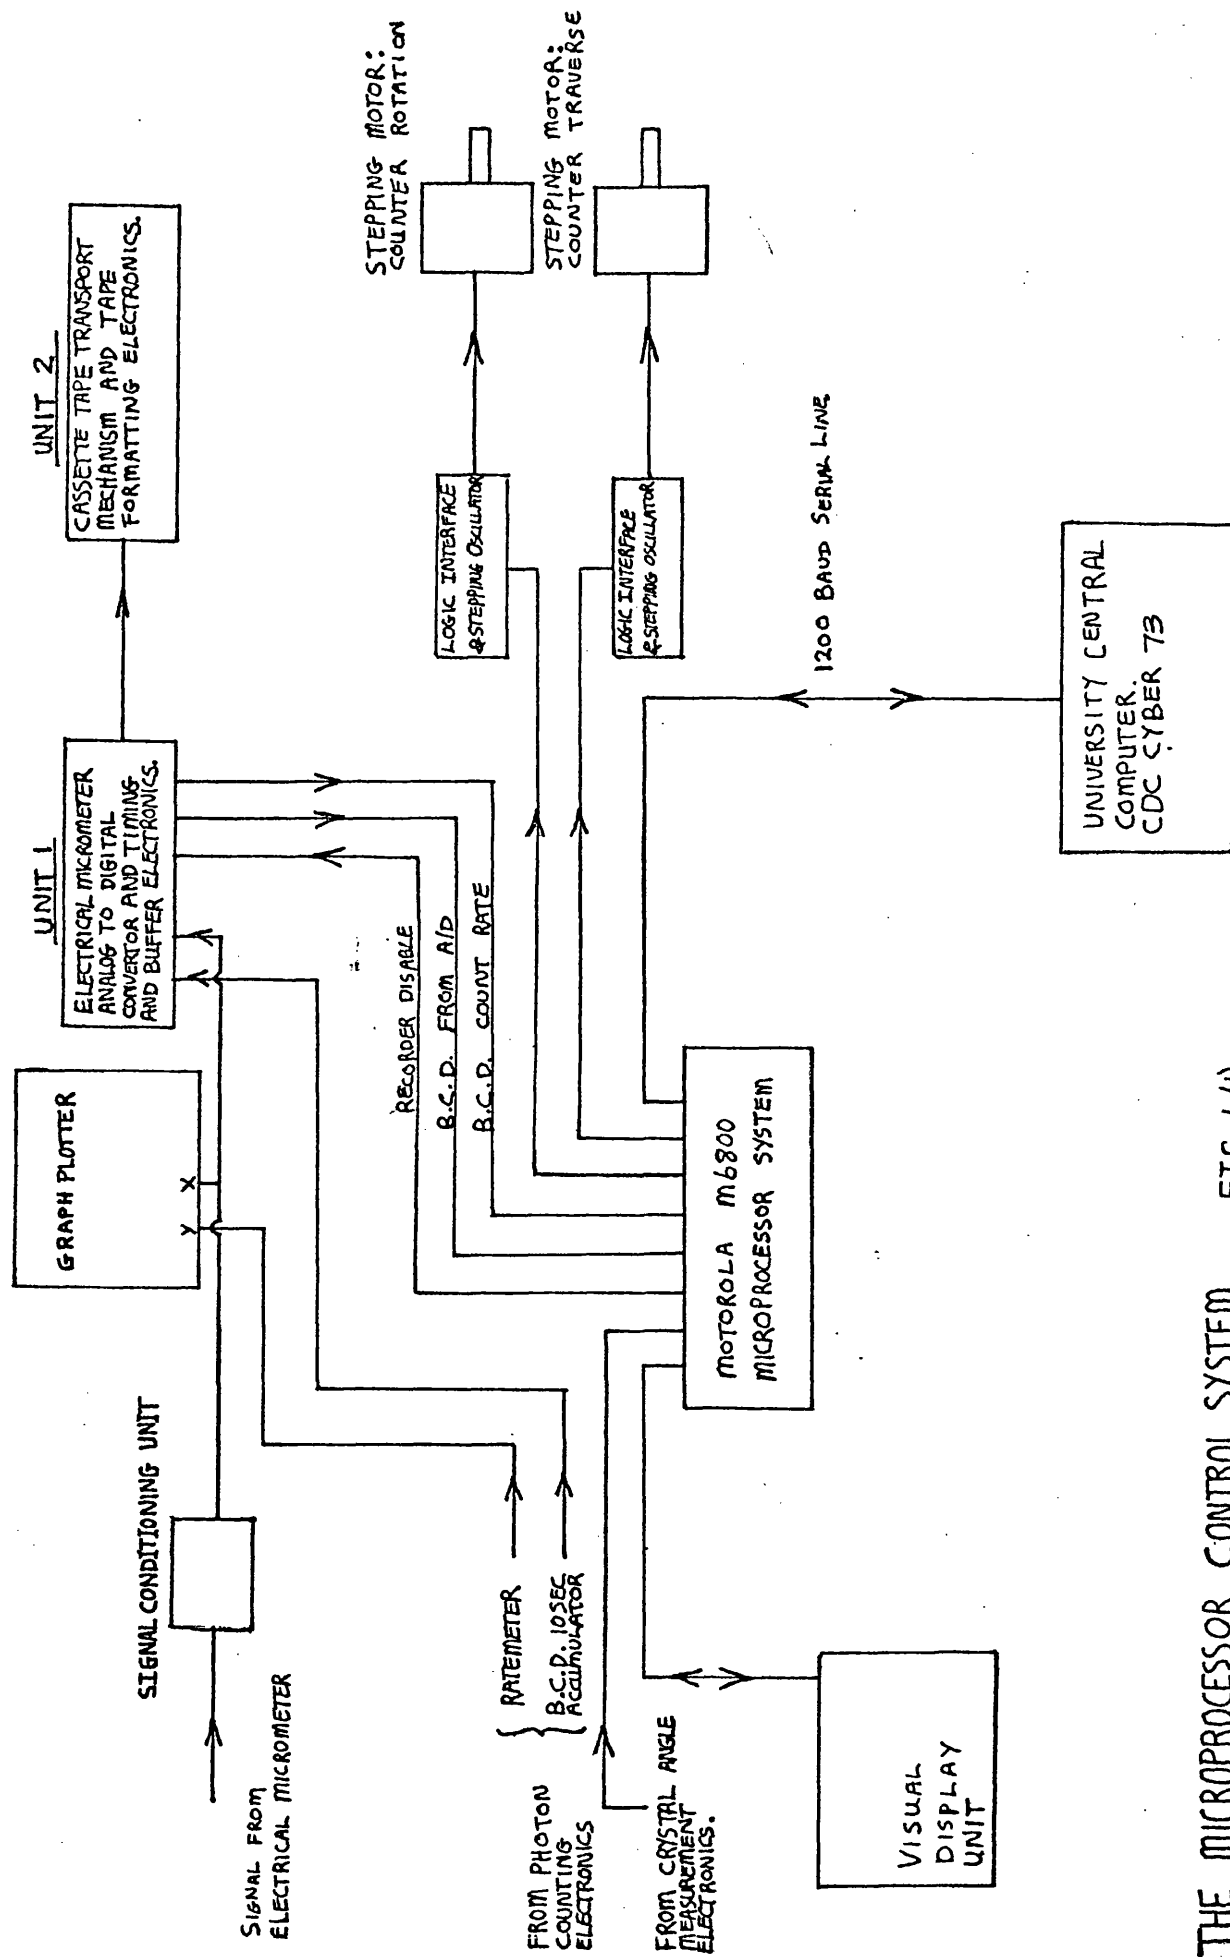 UNIT 2
CASSETTE TAPE TRANSPORT
MECHANISM AND TAPE
FORMATTING ELECTRONICS.
UNIT 1
ELECTRICAL MICROMETER
ANALOG TO DIGITAL
CONVERTOR AND TIMING
AND BUFFER ELECTRONICS.
GRAPH PLOTTER
Y
X
SIGNAL CONDITIONING UNIT
SIGNAL FROM
ELECTRICAL MICROMETER
STEPPING MOTOR:
COUNTER ROTATION
STEPPING MOTOR:
COUNTER TRAVERSE
LOGIC INTERFACE
& STEPPING OSCILLATOR
LOGIC INTERFACE
& STEPPING OSCILLATOR
RECORDER DISABLE
B.C.D. FROM A/D
B.C.D. COUNT RATE
RATEMETER
B.C.D. 10SEC
ACCUMULATOR
FROM PHOTON
COUNTING
ELECTRONICS
FROM CRYSTAL ANGLE
MEASUREMENT
ELECTRONICS.
1200 BAUD SERIAL LINE
MOTOROLA M6800
MICROPROCESSOR SYSTEM
UNIVERSITY CENTRAL
COMPUTER.
CDC CYBER 73
VISUAL
DISPLAY
UNIT
THE MICROPROCESSOR CONTROL SYSTEM